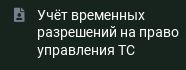 Учёт временных
разрешений на право
управления ТС